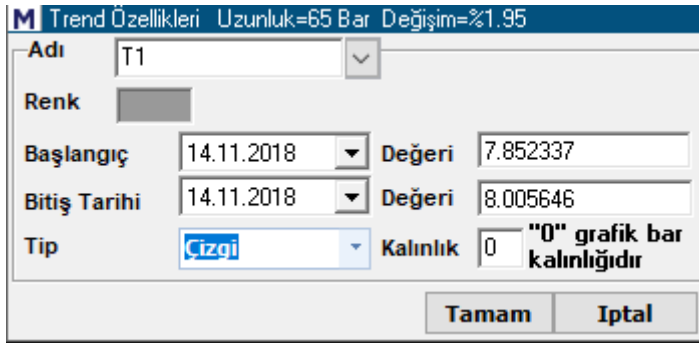 M Trend Özellikleri Uzunluk=65 Bar Değişim=%1.95
Adı T1
Renk
Başlangıç 14.11.2018 Değeri 7.852337
Bitiş Tarihi 14.11.2018 Değeri 8.005646
Tip Çizgi Kalınlık 0 "0" grafik bar
kalınlığıdır
Tamam Iptal